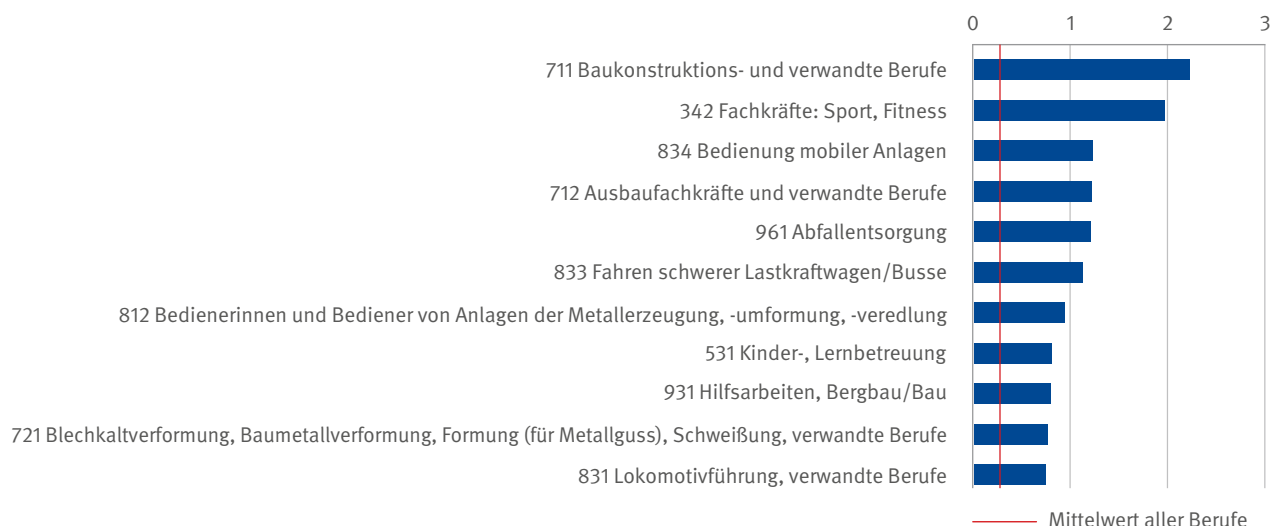 0 1 2 3
711 Baukonstruktions- und verwandte Berufe
342 Fachkräfte: Sport, Fitness
834 Bedienung mobiler Anlagen
712 Ausbaufachkräfte und verwandte Berufe
961 Abfallentsorgung
833 Fahren schwerer Lastkraftwagen/Busse
812 Bedienerinnen und Bediener von Anlagen der Metallerzeugung, -umformung, -veredlung
531 Kinder-, Lernbetreuung
931 Hilfsarbeiten, Bergbau/Bau
721 Blechkaltverformung, Baumetallverformung, Formung (für Metallguss), Schweißung, verwandte Berufe
831 Lokomotivführung, verwandte Berufe
Mittelwert aller Berufe